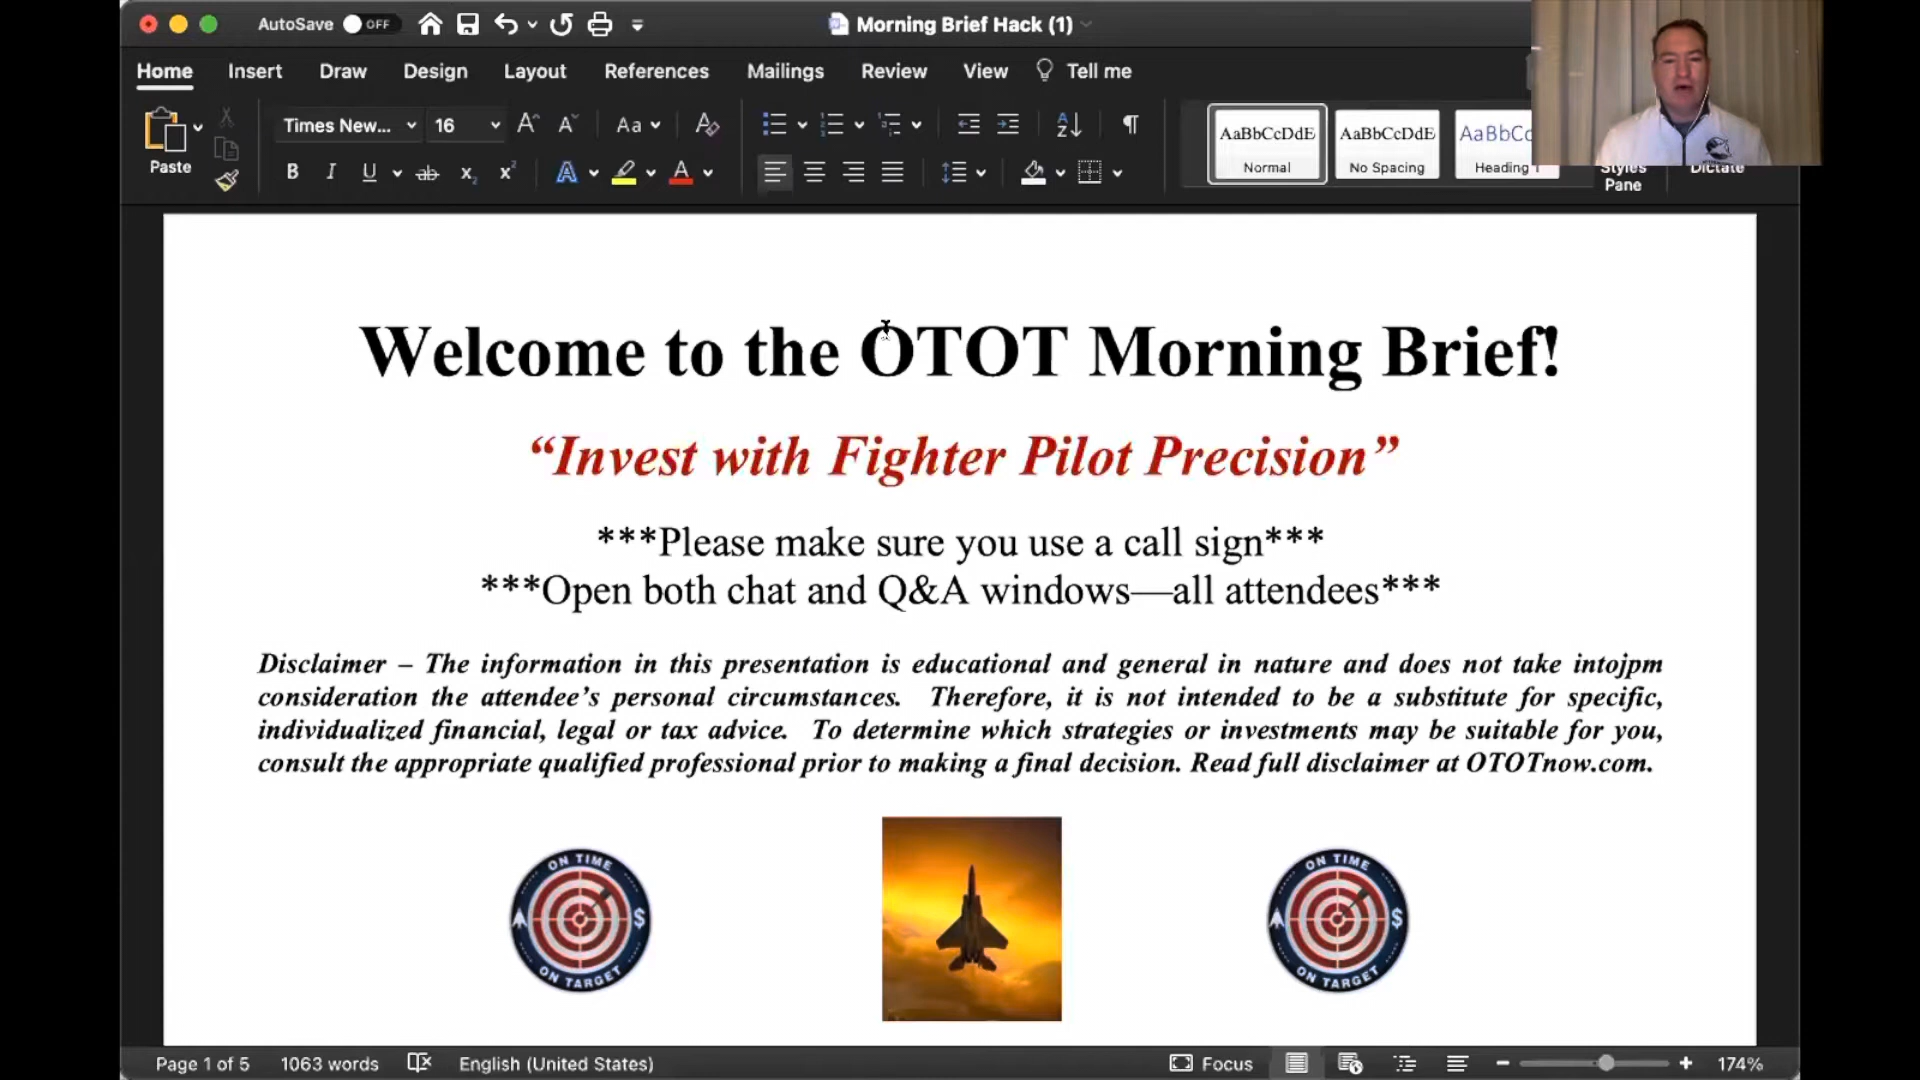 AutoSave OFF
Morning Brief Hack (1)
Home Insert Draw Design Layout References Mailings Review View Tell me
Paste
Times New... 16
Aa
B I U ab x₂ x²
A A
AaBbCcDdE
Normal
AaBbCcDdE
No Spacing
AaBbCc
Heading 1
Styles
Pane
Dictate
Welcome to the OTOT Morning Brief!
“Invest with Fighter Pilot Precision”
***Please make sure you use a call sign***
***Open both chat and Q&A windows—all attendees***
Disclaimer – The information in this presentation is educational and general in nature and does not take intojpm
consideration the attendee’s personal circumstances. Therefore, it is not intended to be a substitute for specific,
individualized financial, legal or tax advice. To determine which strategies or investments may be suitable for you,
consult the appropriate qualified professional prior to making a final decision. Read full disclaimer at OTOTnow.com.
ON TIME
$
ON TARGET
ON TIME
$
ON TARGET
Page 1 of 5 1063 words English (United States) Focus 174%